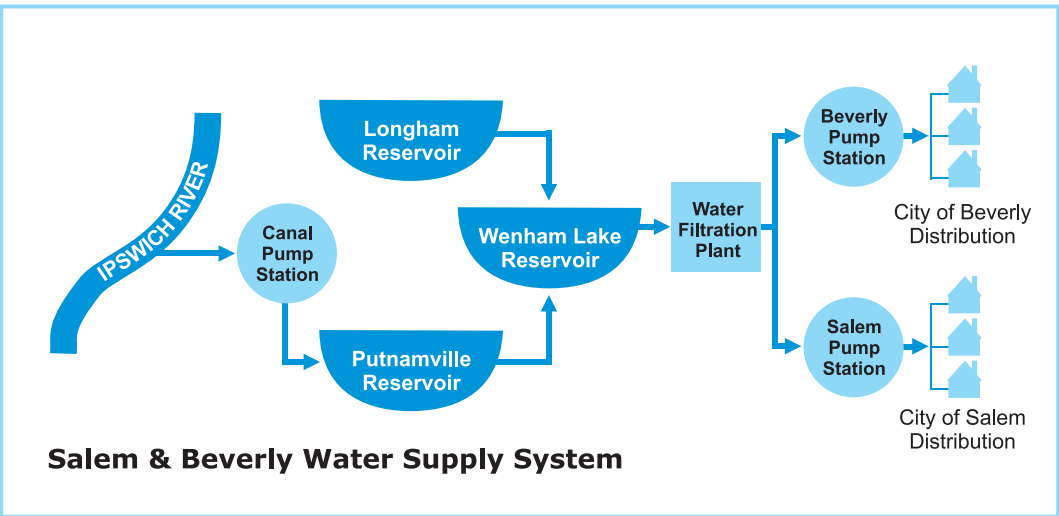 IPSWICH RIVER
Canal
Pump
Station
Longham
Reservoir
Putnamville
Reservoir
Wenham Lake
Reservoir
Water
Filtration
Plant
Beverly
Pump
Station
City of Beverly
Distribution
Salem
Pump
Station
City of Salem
Distribution
Salem & Beverly Water Supply System